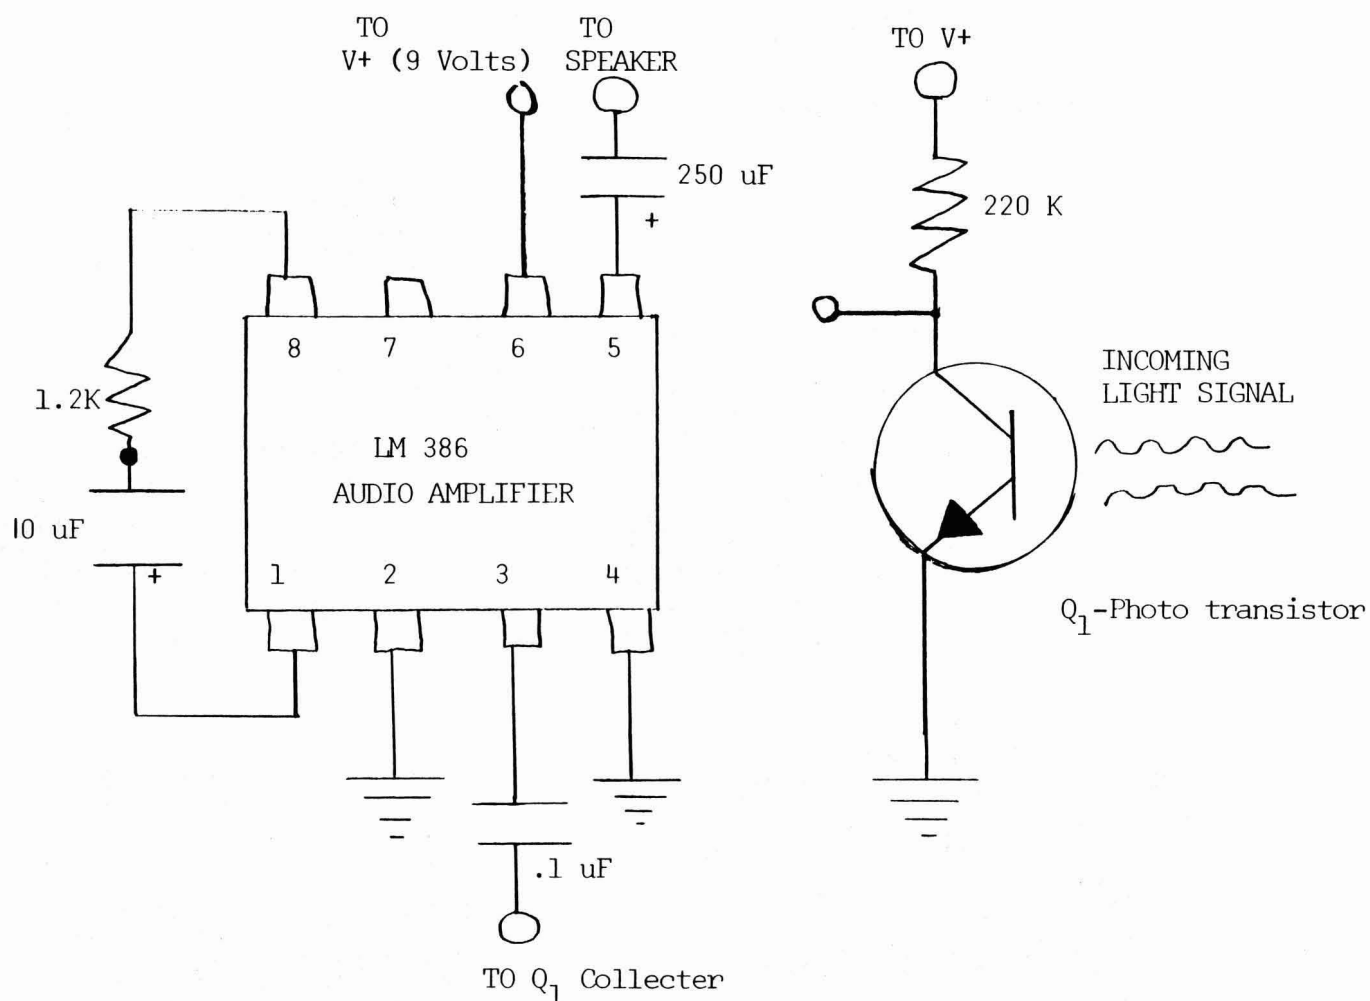 TO
V+ (9 Volts)
TO
SPEAKER
TO V+
250 uF
+
220 K
8 7 6 5
1.2K
LM 386
AUDIO AMPLIFIER
INCOMING
LIGHT SIGNAL
10 uF
+
1 2 3 4
Q1-Photo transistor
.1 uF
TO Q1 Collecter